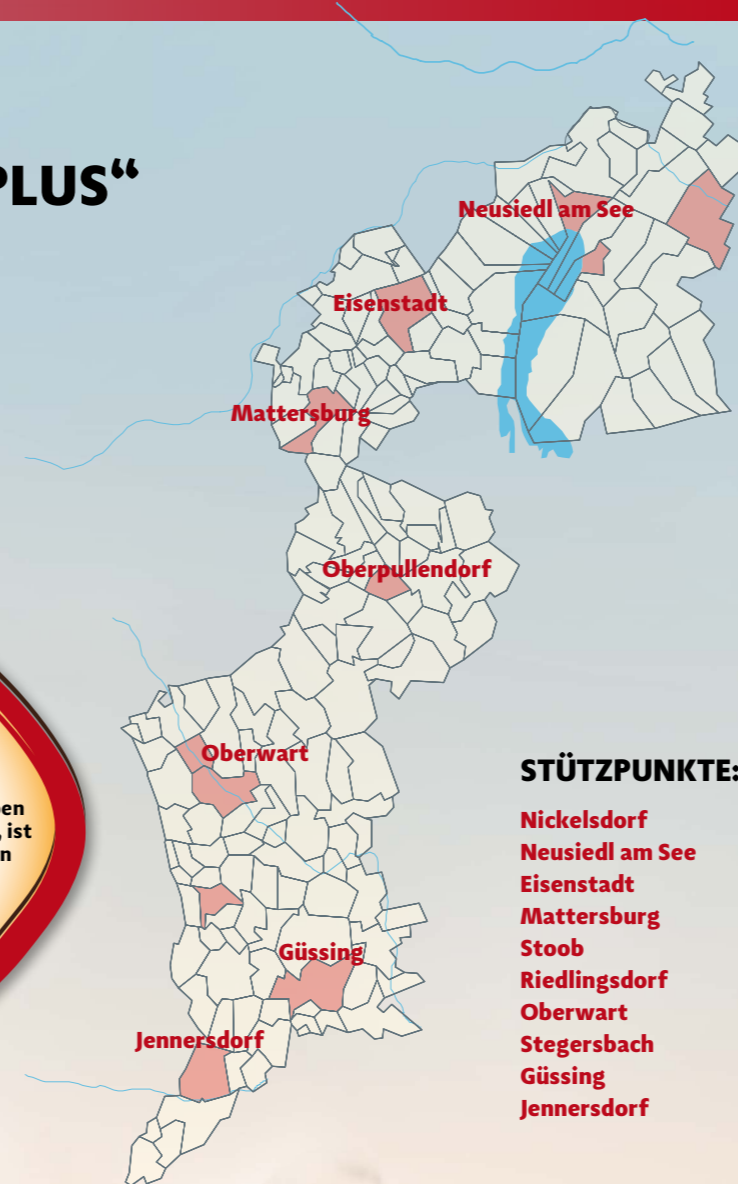 PLUS“
Neusiedl am See
Eisenstadt
Mattersburg
Oberpullendorf
Oberwart
, ist
Güssing
Jennersdorf
STÜTZPUNKTE:
Nickelsdorf
Neusiedl am See
Eisenstadt
Mattersburg
Stoob
Riedlingsdorf
Oberwart
Stegersbach
Güssing
Jennersdorf